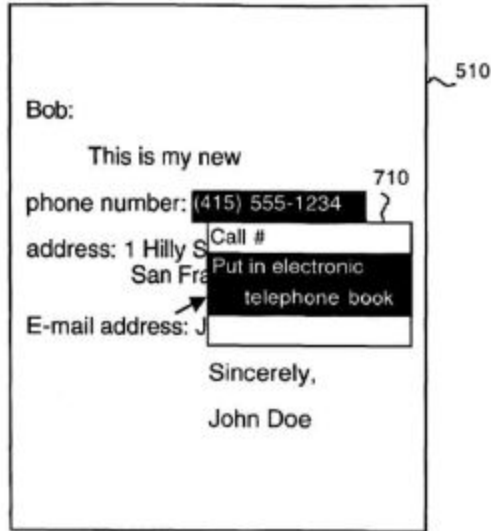 510
Bob:
This is my new
710
phone number: (415) 555-1234
Call #
address: 1 Hilly S
Put in electronic
San Fra
telephone book
E-mail address: J
Sincerely,
John Doe